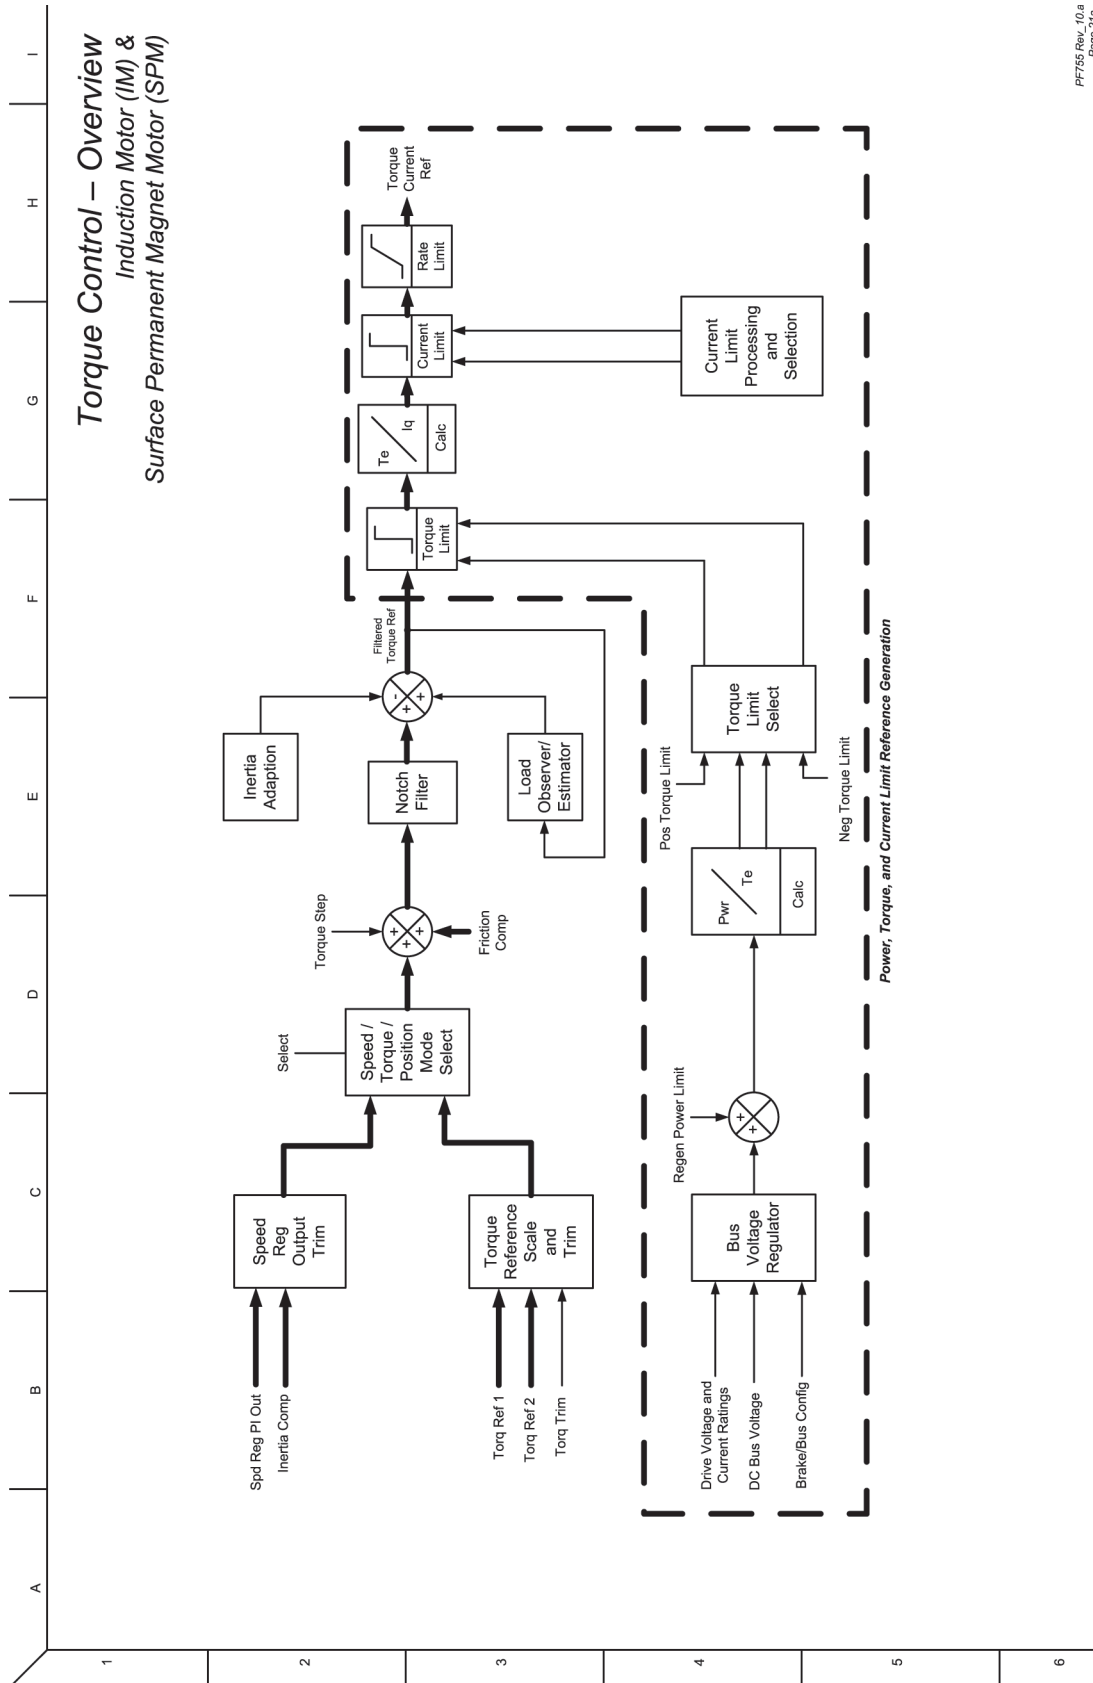 Torque Control – Overview
Induction Motor (IM) &
Surface Permanent Magnet Motor (SPM)
A
B
C
D
E
F
G
H
I
1
2
3
4
5
6
Spd Reg PI Out
Inertia Comp
Speed
Reg
Output
Trim
Torq Ref 1
Torq Ref 2
Torq Trim
Torque
Reference
Scale
and
Trim
Select
Speed /
Torque /
Position
Mode
Select
Torque Step
+
+
+
Friction
Comp
Notch
Filter
Inertia
Adaption
-
+
+
Load
Observer/
Estimator
Filtered
Torque Ref
Torque
Limit
Te
Iq
Calc
Current
Limit
Rate
Limit
Torque
Current
Ref
Current
Limit
Processing
and
Selection
Drive Voltage and
Current Ratings
DC Bus Voltage
Brake/Bus Config
Bus
Voltage
Regulator
Regen Power Limit
+
+
Pwr
Te
Calc
Pos Torque Limit
Neg Torque Limit
Torque
Limit
Select
Power, Torque, and Current Limit Reference Generation
PF755 Rev_10.a
Page 21a